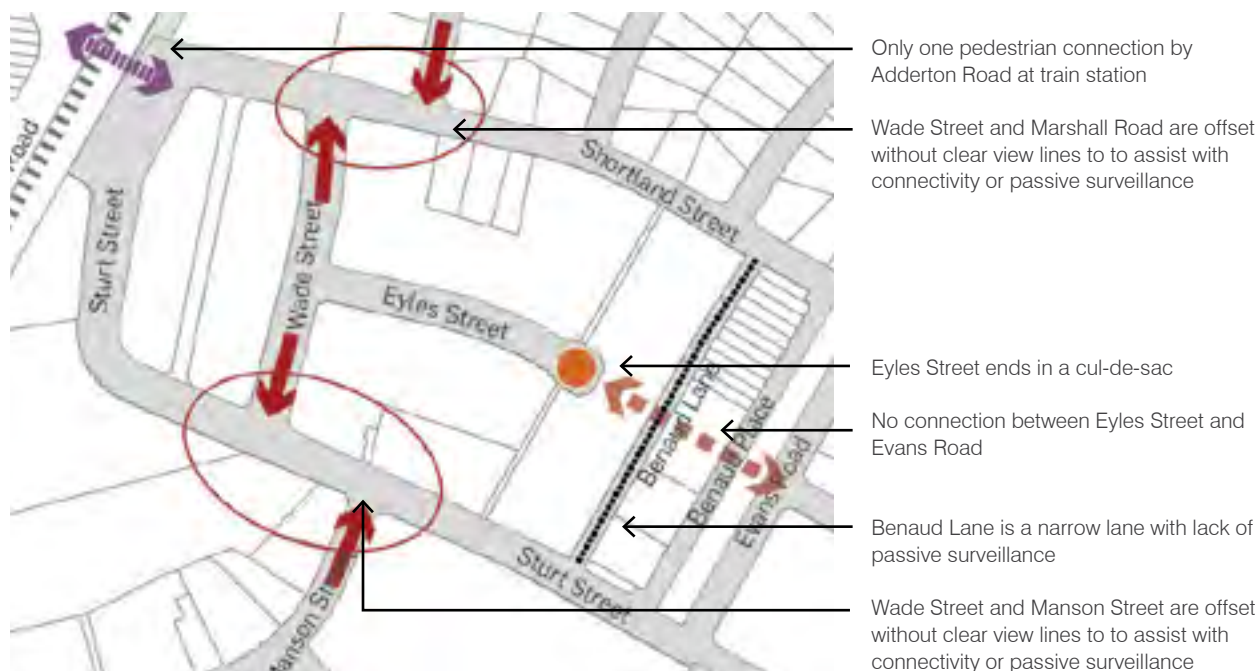 Only one pedestrian connection by
Adderton Road at train station
Wade Street and Marshall Road are offset
without clear view lines to to assist with
connectivity or passive surveillance
Eyles Street ends in a cul-de-sac
No connection between Eyles Street and
Evans Road
Benaud Lane is a narrow lane with lack of
passive surveillance
Wade Street and Manson Street are offset
without clear view lines to to assist with
connectivity or passive surveillance
Shortland Street
Sturt Street
Wade Street
Eyles Street
Benaud Lane
Benaud Place
Evans Road
Sturt Street
Manson St